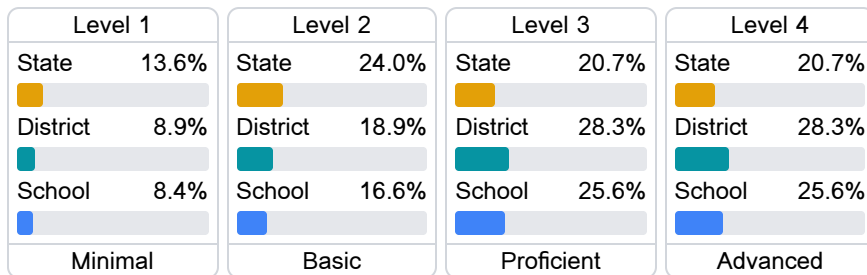 Level 1
State 13.6%
District 8.9%
School 8.4%
Minimal
Level 2
State 24.0%
District 18.9%
School 16.6%
Basic
Level 3
State 20.7%
District 28.3%
School 25.6%
Proficient
Level 4
State 20.7%
District 28.3%
School 25.6%
Advanced